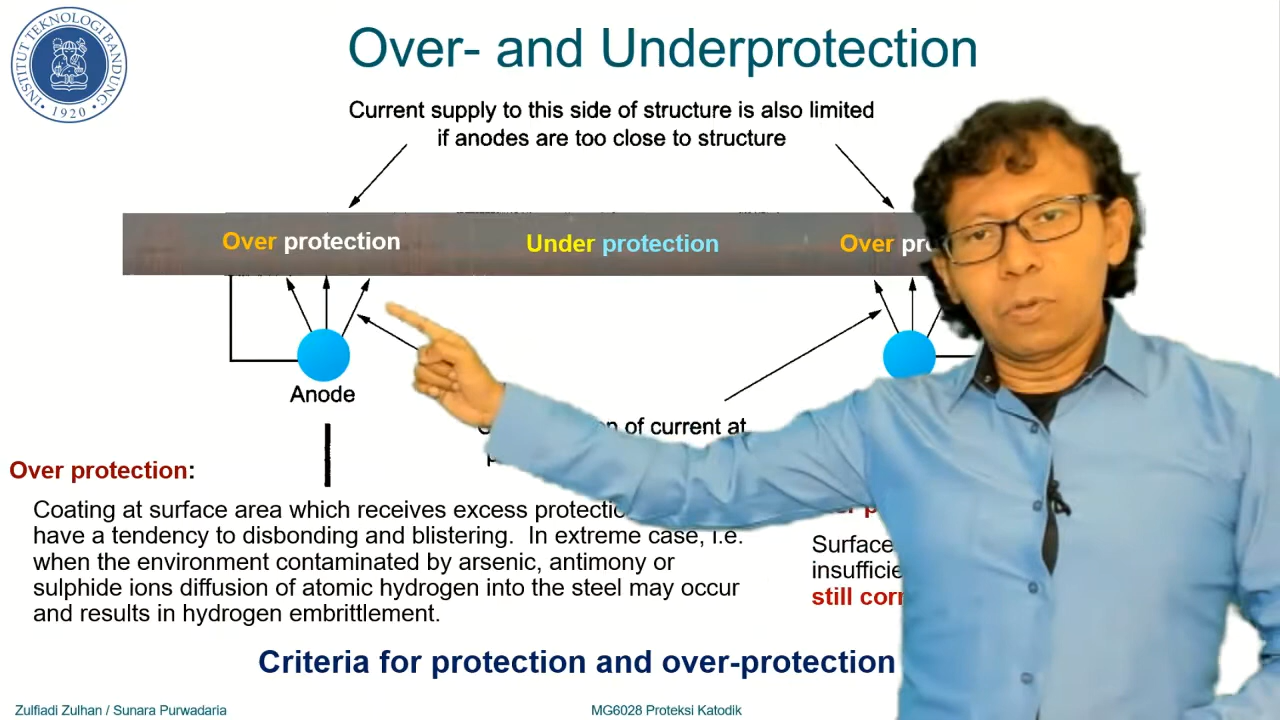 INSTITUT TEKNOLOGI BANDUNG
1920
Over- and Underprotection
Current supply to this side of structure is also limited
if anodes are too close to structure
Over protection
Under protection
Over
Anode
of current at
Over protection:
Coating at surface area which receives excess
have a tendency to disbonding and blistering. In extreme case, i.e.
when the environment contaminated by arsenic, antimony or
sulphide ions diffusion of atomic hydrogen into the steel may occur
and results in hydrogen embrittlement.
Surface
still
Criteria for protection and over-protection
Zulfiadi Zulhan / Sunara Purwadaria
MG6028 Proteksi Katodik